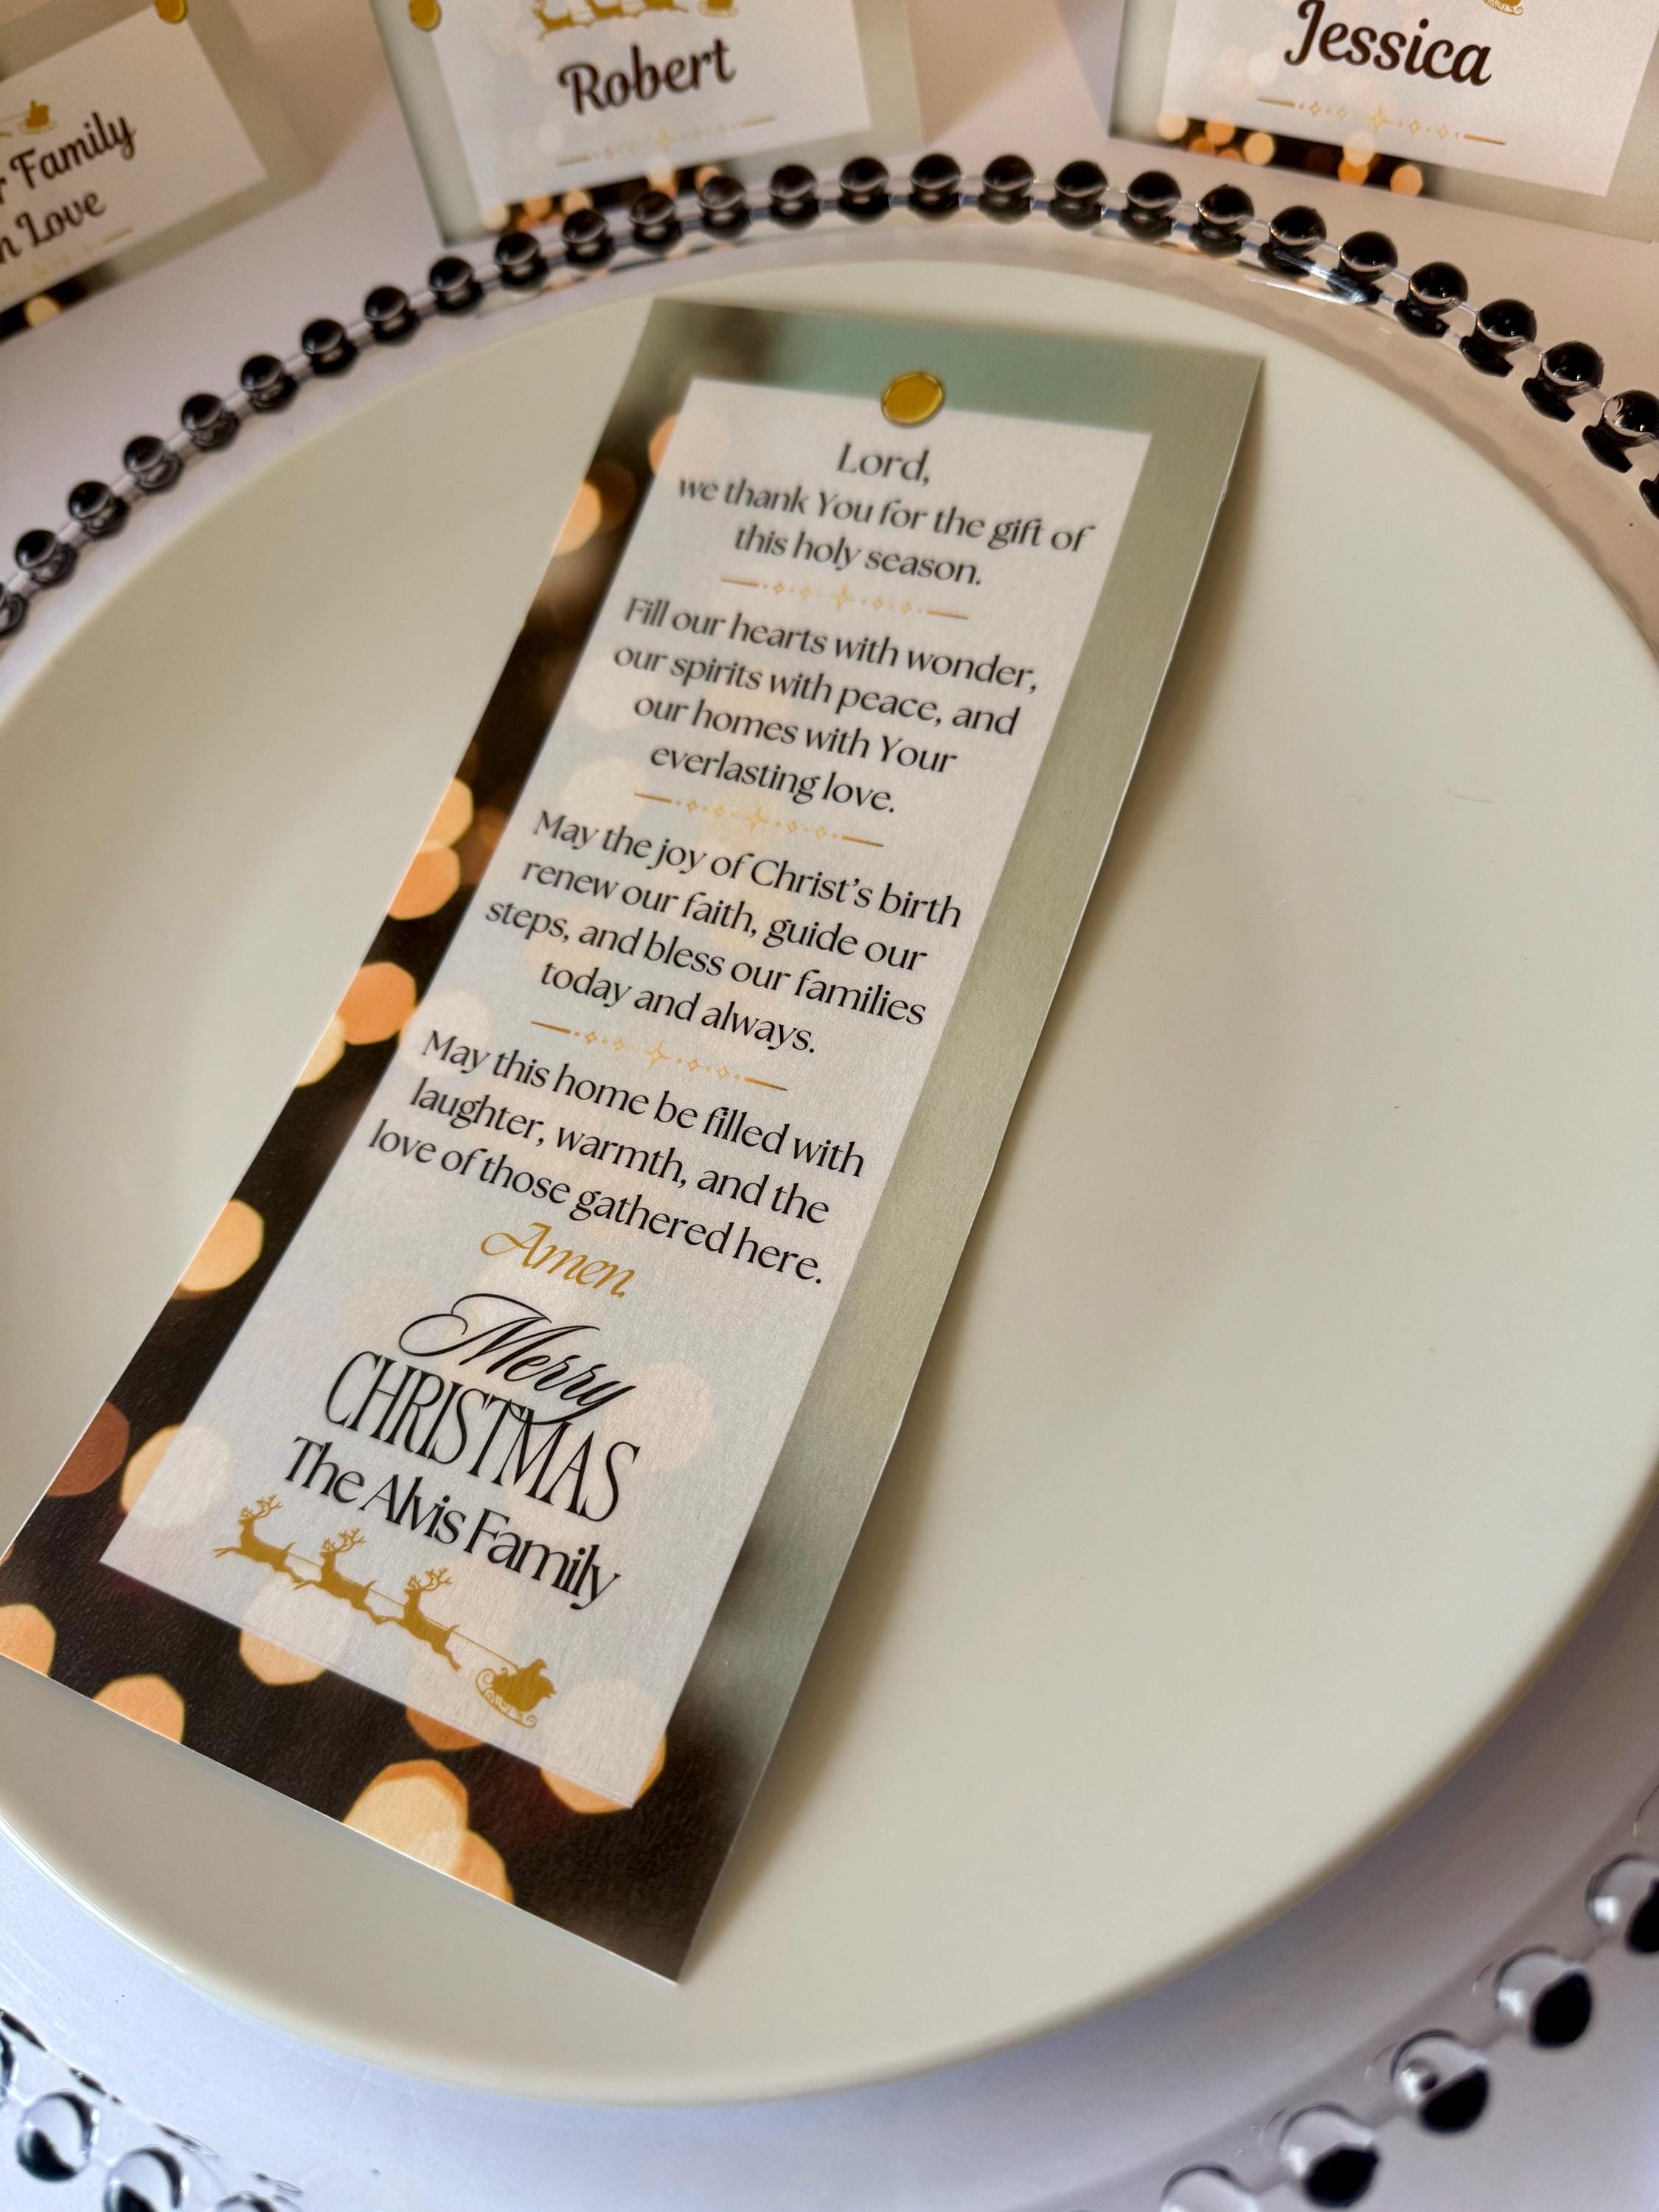 Family
Love
Robert
Jessica
Lord,
we thank You for the gift of
this holy season.
Fill our hearts with wonder,
our spirits with peace, and
our homes with Your
everlasting love.
May the joy of Christ's birth
renew our faith, guide our
steps, and bless our families
today and always.
May this home be filled with
laughter, warmth, and the
love of those gathered here.
Amen.
Merry
CHRISTMAS
The Alvis Family